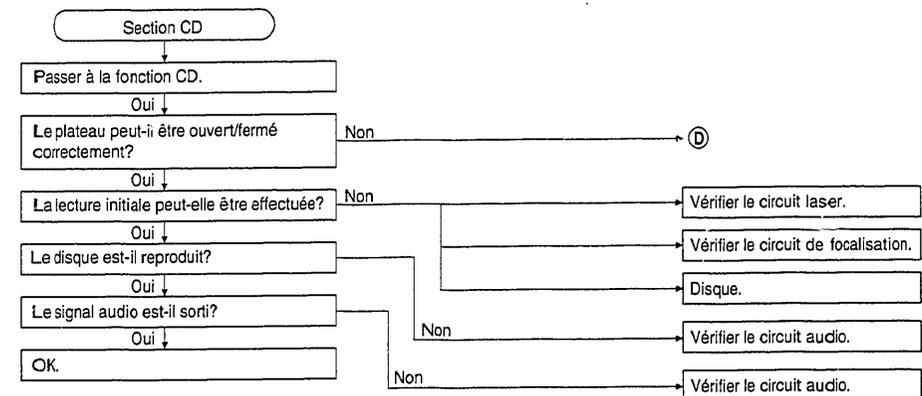 Section CD
Passer à la fonction CD.
Oui
Le plateau peut-il être ouvert/fermé
correctement?
Non
D
Oui
La lecture initiale peut-elle être effectuée?
Non
Vérifier le circuit laser.
Vérifier le circuit de focalisation.
Disque.
Oui
Le disque est-il reproduit?
Non
Vérifier le circuit audio.
Oui
Le signal audio est-il sorti?
Non
Vérifier le circuit audio.
Oui
OK.